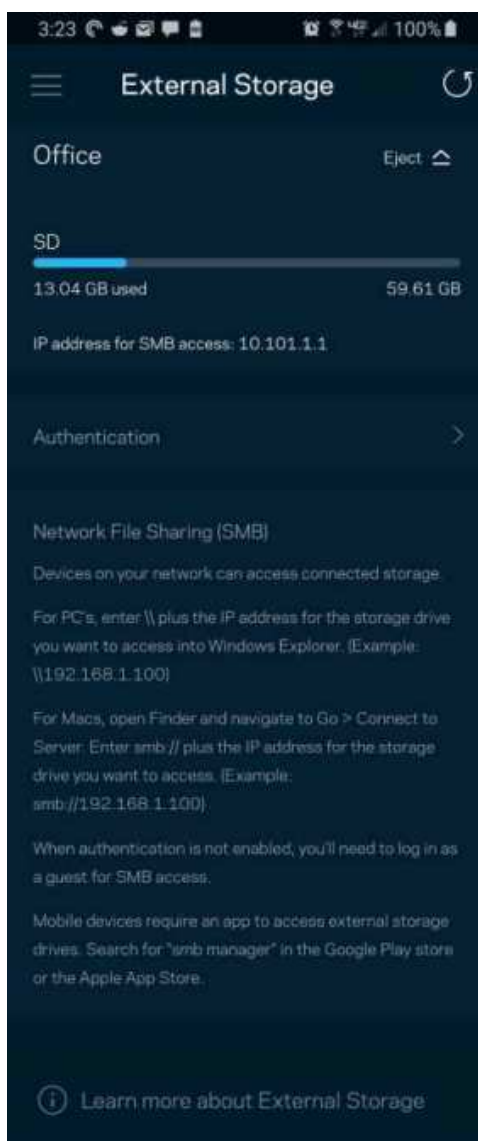 3:23 100%
External Storage
Office Eject
SD
13.04 GB used 59.61 GB
IP address for SMB access: 10.101.1.1
Authentication
Network File Sharing (SMB)
Devices on your network can access connected storage.
For PC's, enter \\ plus the IP address for the storage drive
you want to access into Windows Explorer. (Example:
\\192.168.1.100)
For Macs, open Finder and navigate to Go > Connect to
Server. Enter smb:// plus the IP address for the storage
drive you want to access. (Example:
smb://192.168.1.100)
When authentication is not enabled, you'll need to log in as
a guest for SMB access.
Mobile devices require an app to access external storage
drives. Search for "smb manager" in the Google Play store
or the Apple App Store.
Learn more about External Storage